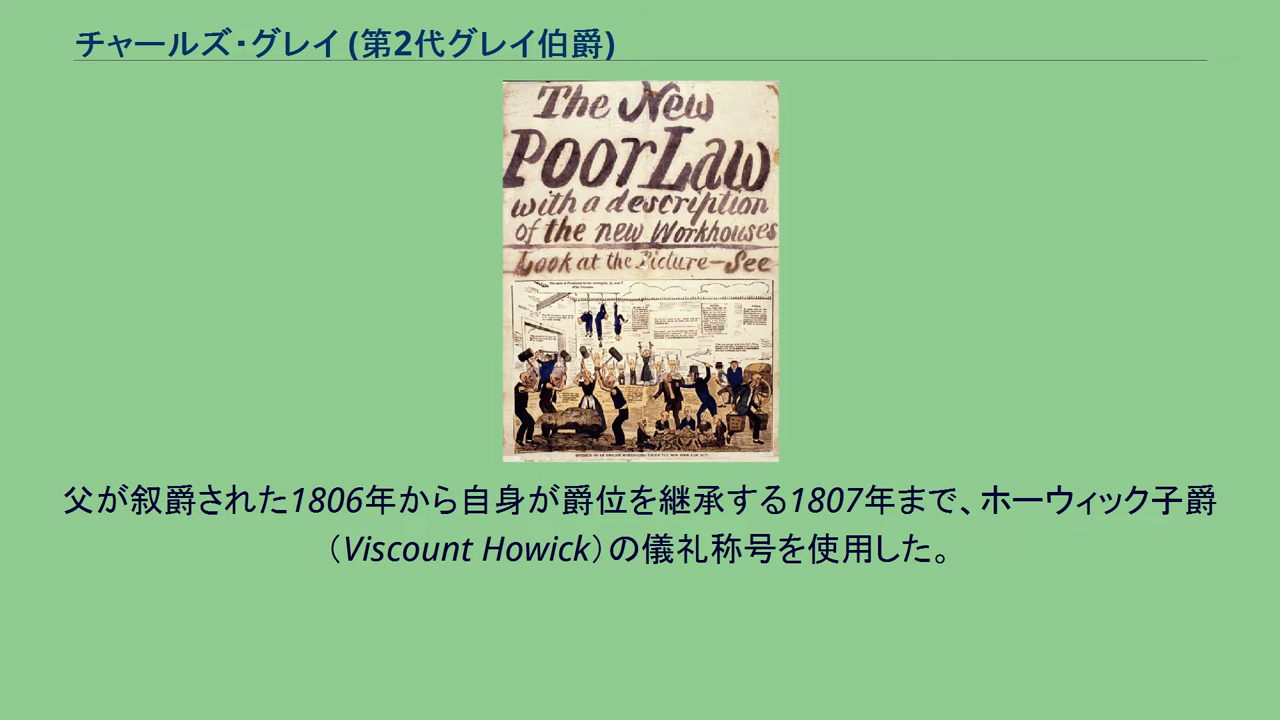 チャールズ・グレイ (第2代グレイ伯爵)
The New
Poor Law
with a description
of the new Workhouses
Look at the Picture—See
父が叙爵された1806年から自身が爵位を継承する1807年まで、ホーウィック子爵
（Viscount Howick）の儀礼称号を使用した。